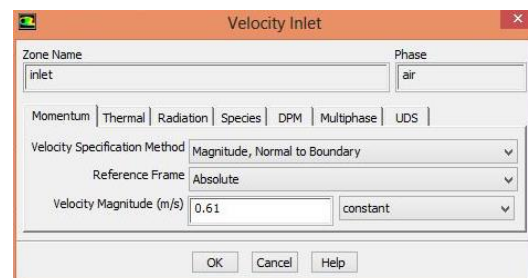 Velocity Inlet
Zone Name Phase
inlet air
Momentum Thermal Radiation Species DPM Multiphase UDS
Velocity Specification Method Magnitude, Normal to Boundary
Reference Frame Absolute
Velocity Magnitude (m/s) 0.61 constant
OK Cancel Help